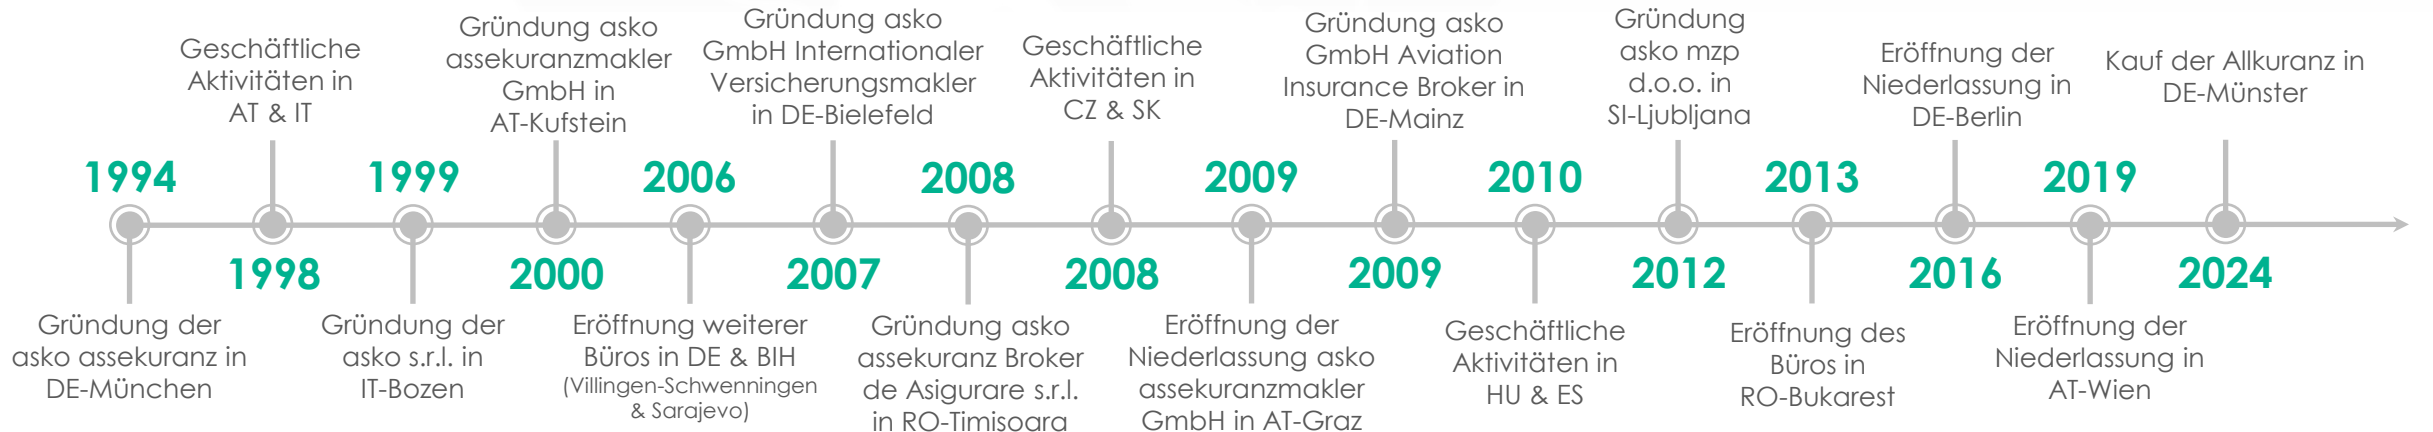 1994
Gründung der
asko assekuranz in
DE-München
Geschäftliche
Aktivitäten in
AT & IT
1998
1999
Gründung der
asko s.r.l. in
IT-Bozen
Gründung asko
assekuranzmakler
GmbH in
AT-Kufstein
2000
2006
Eröffnung weiterer
Büros in DE & BIH
(Villingen-Schwenningen
& Sarajevo)
Gründung asko
GmbH Internationaler
Versicherungsmakler
in DE-Bielefeld
2007
2008
Gründung asko
assekuranz Broker
de Asigurare s.r.l.
in RO-Timisoara
Geschäftliche
Aktivitäten in
CZ & SK
2008
2009
Eröffnung der
Niederlassung asko
assekuranzmakler
GmbH in AT-Graz
Gründung asko
GmbH Aviation
Insurance Broker in
DE-Mainz
2009
2010
Geschäftliche
Aktivitäten in
HU & ES
Gründung
asko mzp
d.o.o. in
SI-Ljubljana
2012
2013
Eröffnung des
Büros in
RO-Bukarest
Eröffnung der
Niederlassung in
DE-Berlin
2016
2019
Eröffnung der
Niederlassung in
AT-Wien
Kauf der Allkuranz in
DE-Münster
2024